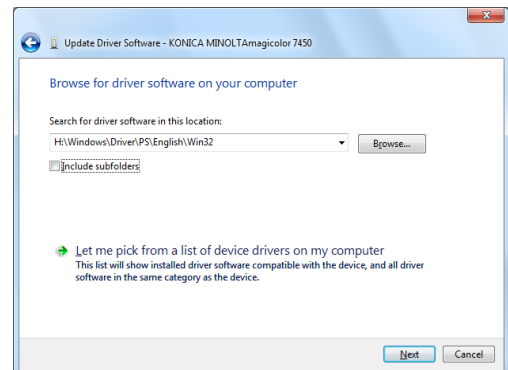 Update Driver Software - KONICA MINOLTAmagicolor 7450
Browse for driver software on your computer
Search for driver software in this location:
H:\Windows\Driver\PS\English\Win32
Browse...
Include subfolders
Let me pick from a list of device drivers on my computer
This list will show installed driver software compatible with the device, and all driver
software in the same category as the device.
Next
Cancel